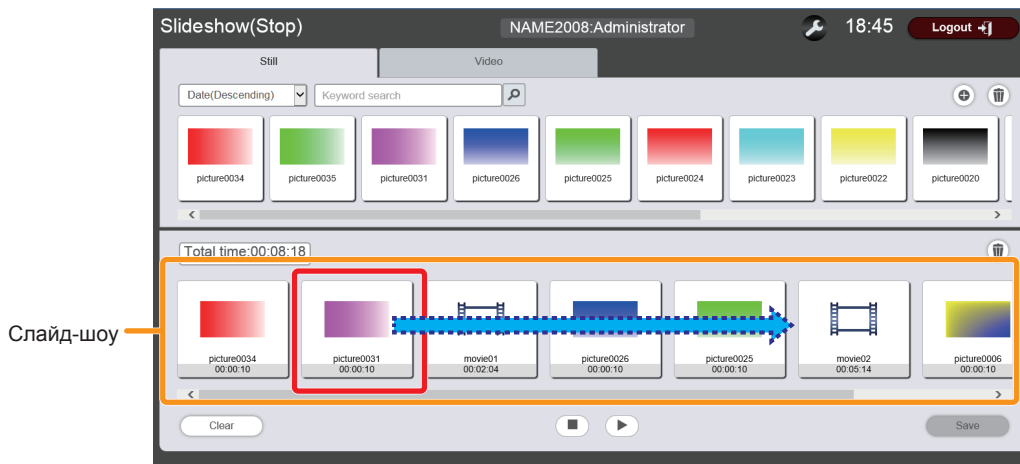 Slideshow(Stop) NAME2008:Administrator 18:45 Logout
Still Video
Date(Descending) Keyword search
picture0034 picture0035 picture0031 picture0026 picture0025 picture0024 picture0023 picture0022 picture0020
Total time:00:08:18
Слайд-шоу
picture0034 picture0031 movie01 picture0026 picture0025 movie02 picture0006
00:00:10 00:00:10 00:02:04 00:00:10 00:00:10 00:05:14 00:00:10
Clear Save